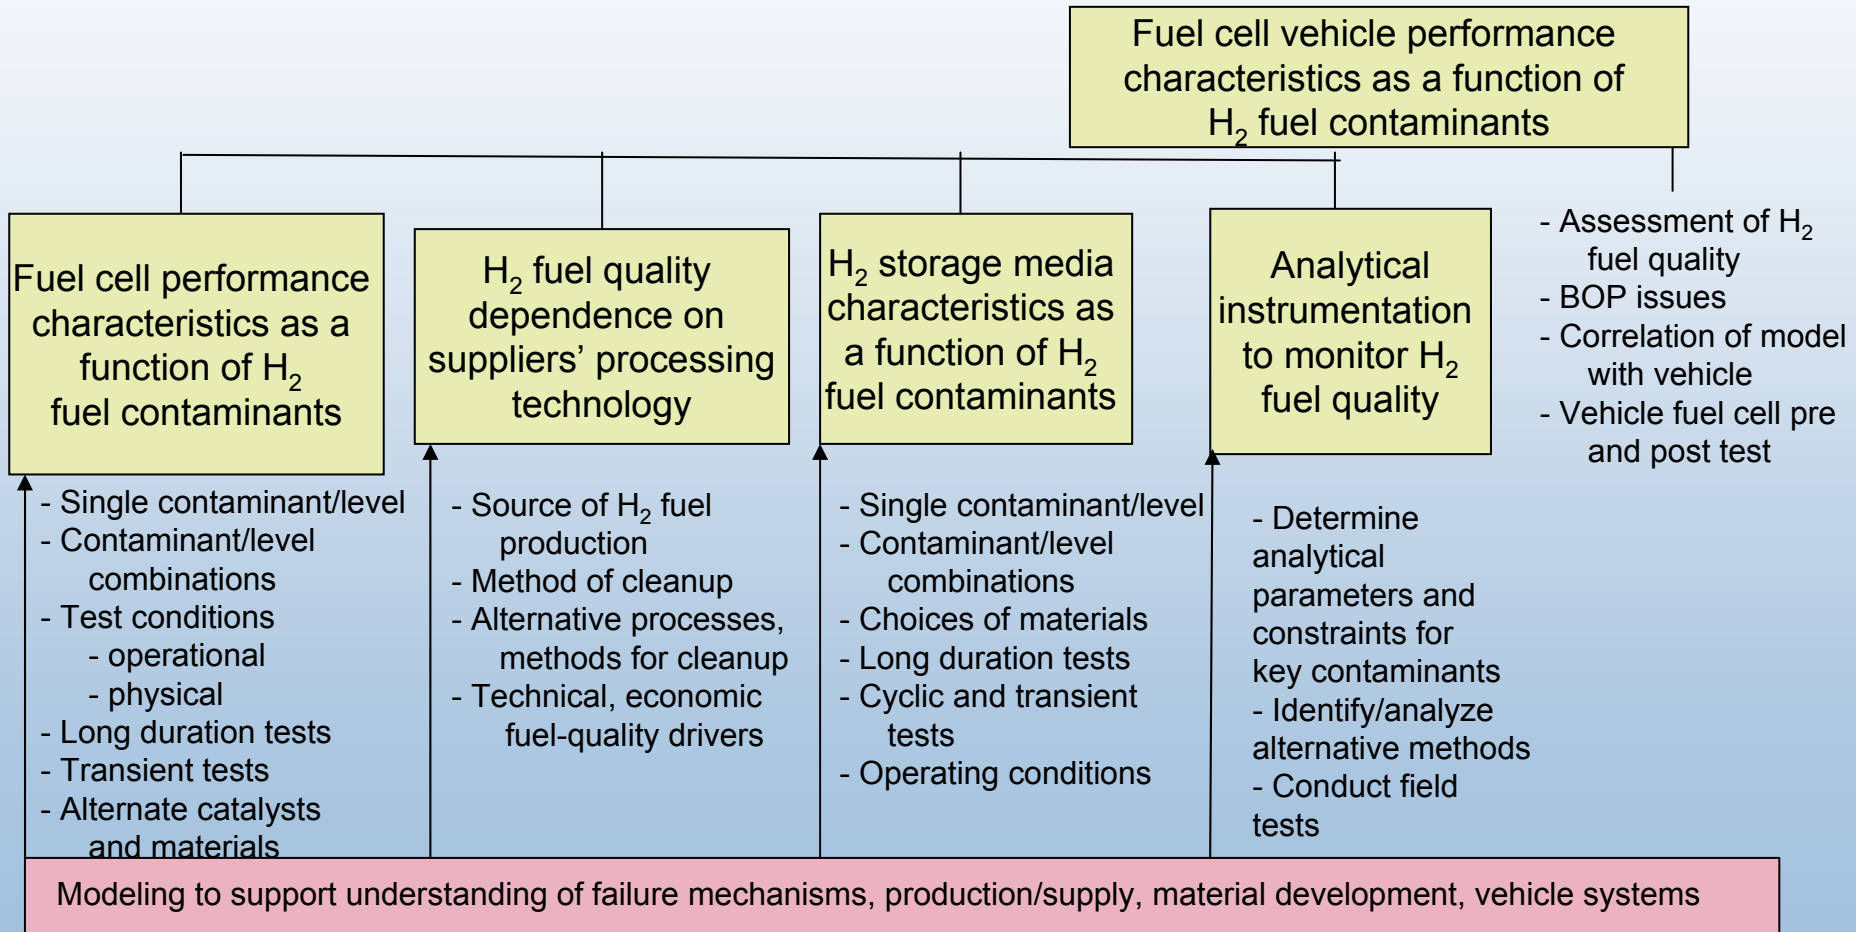 Fuel cell vehicle performance
characteristics as a function of
H₂ fuel contaminants
Fuel cell performance
characteristics as a
function of H₂
fuel contaminants
H₂ fuel quality
dependence on
suppliers’ processing
technology
H₂ storage media
characteristics as
a function of H₂
fuel contaminants
Analytical
instrumentation
to monitor H₂
fuel quality
- Assessment of H₂
fuel quality
- BOP issues
- Correlation of model
with vehicle
- Vehicle fuel cell pre
and post test
- Single contaminant/level
- Contaminant/level
combinations
- Test conditions
- operational
- physical
- Long duration tests
- Transient tests
- Alternate catalysts
and materials
- Source of H₂ fuel
production
- Method of cleanup
- Alternative processes,
methods for cleanup
- Technical, economic
fuel-quality drivers
- Single contaminant/level
- Contaminant/level
combinations
- Choices of materials
- Long duration tests
- Cyclic and transient
tests
- Operating conditions
- Determine
analytical
parameters and
constraints for
key contaminants
- Identify/analyze
alternative methods
- Conduct field
tests
Modeling to support understanding of failure mechanisms, production/supply, material development, vehicle systems